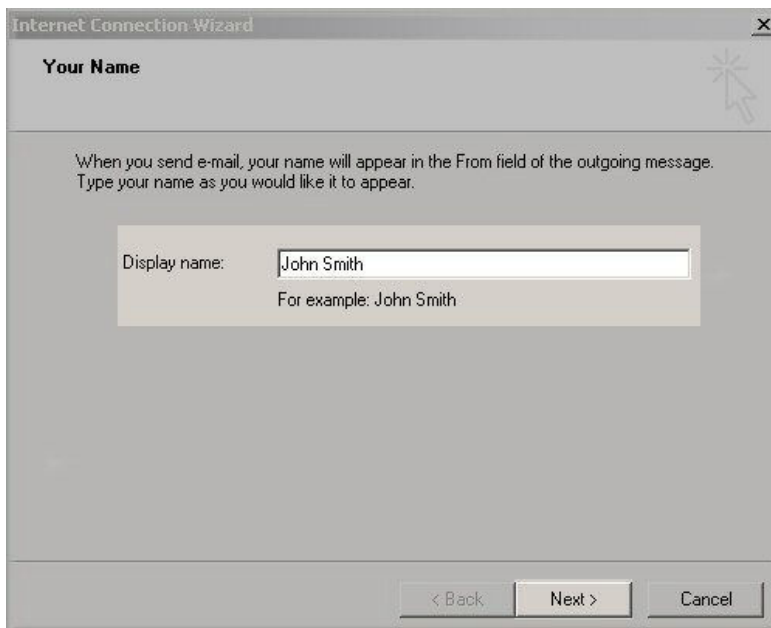 Internet Connection Wizard
Your Name
When you send e-mail, your name will appear in the From field of the outgoing message.
Type your name as you would like it to appear.
Display name: John Smith
For example: John Smith
< Back Next > Cancel